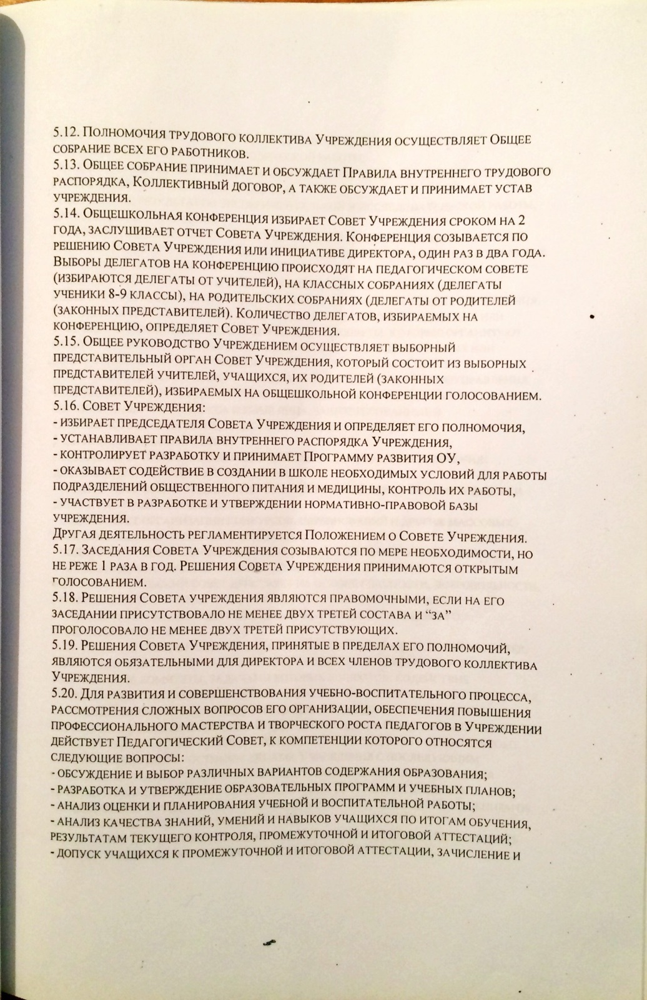 5.12. Полномочия трудового коллектива Учреждения осуществляет Общее
собрание всех его работников.
5.13. Общее собрание принимает и обсуждает Правила внутреннего трудового
распорядка, Коллективный договор, а также обсуждает и принимает устав
учреждения.
5.14. Общешкольная конференция избирает Совет Учреждения сроком на 2
года, заслушивает отчет Совета Учреждения. Конференция созывается по
решению Совета Учреждения или инициативе директора, один раз в два года.
Выборы делегатов на конференцию происходят на педагогическом совете
(избираются делегаты от учителей), на классных собраниях (делегаты
ученики 8-9 классы), на родительских собраниях (делегаты от родителей
(законных представителей). Количество делегатов, избираемых на
конференцию, определяет Совет Учреждения.
5.15. Общее руководство Учреждением осуществляет выборный
представительный орган Совет Учреждения, который состоит из выборных
представителей учителей, учащихся, их родителей (законных
представителей), избираемых на общешкольной конференции голосованием.
5.16. Совет Учреждения:
- избирает председателя Совета Учреждения и определяет его полномочия,
- устанавливает правила внутреннего распорядка Учреждения,
- контролирует разработку и принимает Программу развития ОУ,
- оказывает содействие в создании в школе необходимых условий для работы
подразделений общественного питания и медицины, контроль их работы,
- участвует в разработке и утверждении нормативно-правовой базы
учреждения.
Другая деятельность регламентируется Положением о Совете Учреждения.
5.17. Заседания Совета Учреждения созываются по мере необходимости, но
не реже 1 раза в год. Решения Совета Учреждения принимаются открытым
голосованием.
5.18. Решения Совета учреждения являются правомочными, если на его
заседании присутствовало не менее двух третей состава и “за”
проголосовало не менее двух третей присутствующих.
5.19. Решения Совета Учреждения, принятые в пределах его полномочий,
являются обязательными для директора и всех членов трудового коллектива
Учреждения.
5.20. Для развития и совершенствования учебно-воспитательного процесса,
рассмотрения сложных вопросов его организации, обеспечения повышения
профессионального мастерства и творческого роста педагогов в Учреждении
действует Педагогический Совет, к компетенции которого относятся
следующие вопросы:
- обсуждение и выбор различных вариантов содержания образования;
- разработка и утверждение образовательных программ и учебных планов;
- анализ оценки и планирования учебной и воспитательной работы;
- анализ качества знаний, умений и навыков учащихся по итогам обучения,
результатам текущего контроля, промежуточной и итоговой аттестаций;
- допуск учащихся к промежуточной и итоговой аттестации, зачисление и